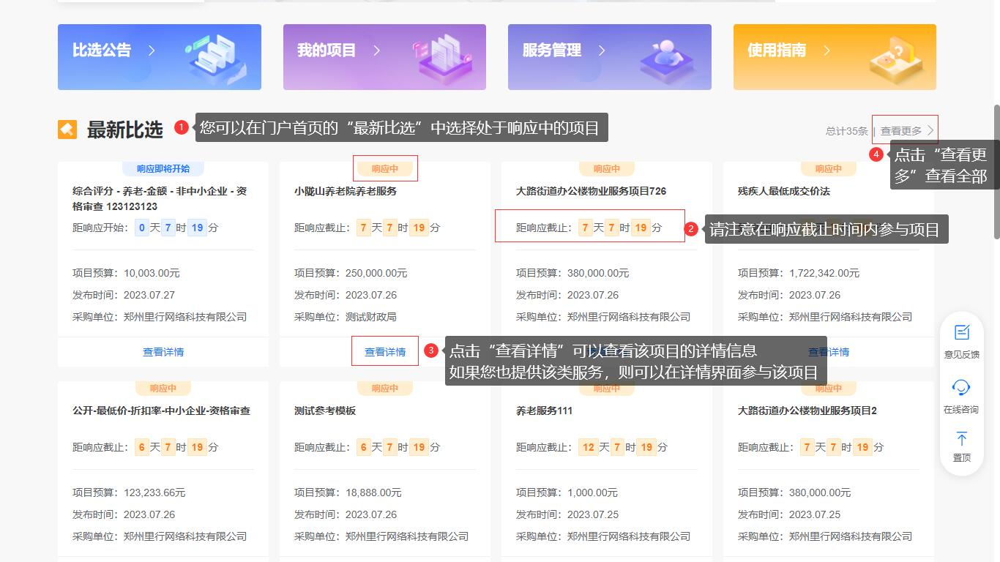 比选公告
我的项目
服务管理
使用指南
最新比选
1
您可以在门户首页的“最新比选”中选择处于响应中的项目
总计35条 | 查看更多
4
点击“查看更
多”查看全部
响应即将开始
综合评分 - 养老-金额 - 非中小企业 - 资
格审查 123123123
距响应开始： 0 天 7 时 19 分
项目预算：10,003.00元
发布时间：2023.07.27
采购单位：郑州里行网络科技有限公司
查看详情
响应中
小陇山养老院养老服务
距响应截止： 7 天 7 时 19 分
项目预算：250,000.00元
发布时间：2023.07.26
采购单位：测试财政局
查看详情
3
点击“查看详情”可以查看该项目的详情信息
如果您也提供该类服务，则可以在详情界面参与该项目
响应中
大路街道办公楼物业服务项目726
距响应截止： 7 天 7 时 19 分
2
请注意在响应截止时间内参与项目
项目预算：380,000.00元
发布时间：2023.07.26
采购单位：郑州里行网络科技有限公司
响应中
残疾人最低成交价法
项目预算：1,722,342.00元
发布时间：2023.07.26
采购单位：郑州里行网络科技有限公司
查看详情
响应中
公开-最低价-折扣率-中小企业-资格审查
距响应截止： 6 天 7 时 19 分
项目预算：123,233.66元
发布时间：2023.07.26
采购单位：郑州里行网络科技有限公司
响应中
测试参考模板
距响应截止： 6 天 7 时 19 分
项目预算：18,888.00元
发布时间：2023.07.26
采购单位：郑州里行网络科技有限公司
响应中
养老服务111
距响应截止： 12 天 7 时 19 分
项目预算：1,000.00元
发布时间：2023.07.25
采购单位：郑州里行网络科技有限公司
响应中
大路街道办公楼物业服务项目2
距响应截止： 7 天 7 时 19 分
项目预算：380,000.00元
发布时间：2023.07.25
采购单位：郑州里行网络科技有限公司
意见反馈
在线咨询
置顶